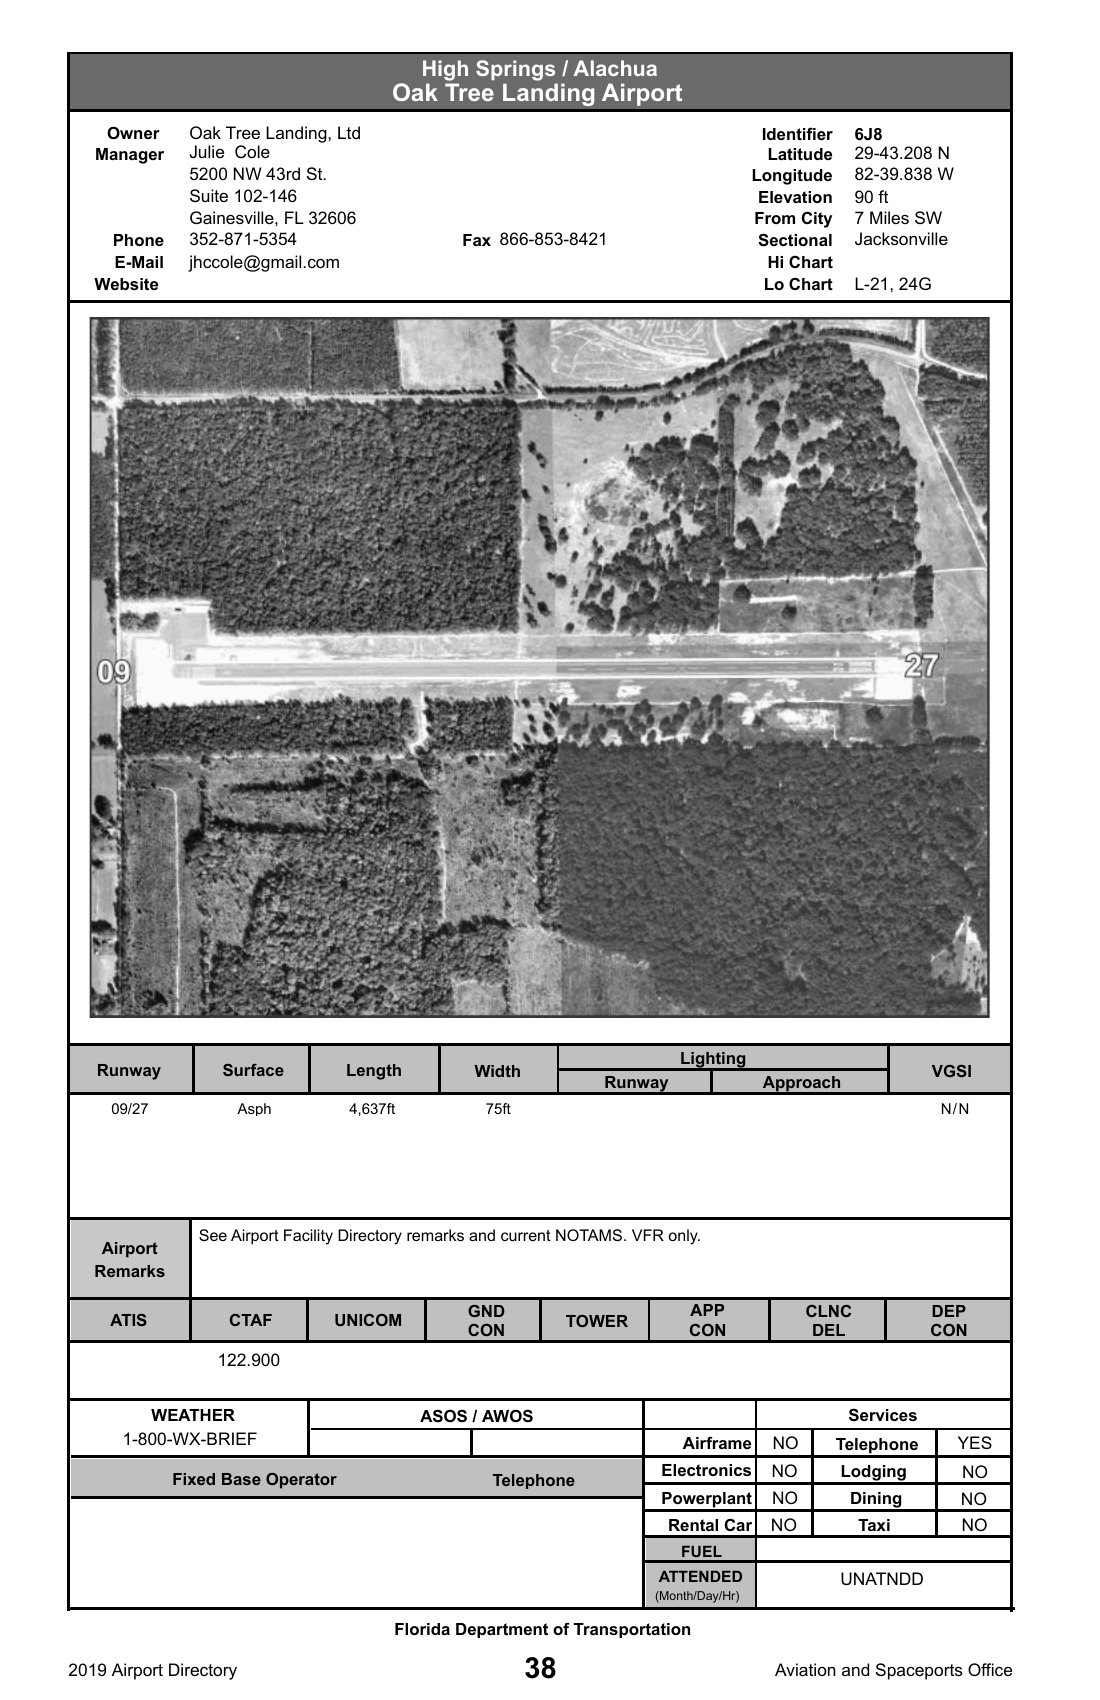 High Springs / Alachua
Oak Tree Landing Airport
Owner Oak Tree Landing, Ltd
Manager Julie Cole
5200 NW 43rd St.
Suite 102-146
Gainesville, FL 32606
Phone 352-871-5354 Fax 866-853-8421
E-Mail jhccole@gmail.com
Website
Identifier 6J8
Latitude 29-43.208 N
Longitude 82-39.838 W
Elevation 90 ft
From City 7 Miles SW
Sectional Jacksonville
Hi Chart
Lo Chart L-21, 24G
09
27
Runway Surface Length Width Lighting Runway Approach VGSI
09/27 Asph 4,637ft 75ft N/N
Airport Remarks
See Airport Facility Directory remarks and current NOTAMS. VFR only.
ATIS CTAF UNICOM GND CON TOWER APP CON CLNC DEL DEP CON
122.900
WEATHER
1-800-WX-BRIEF
ASOS / AWOS
Fixed Base Operator Telephone
Services
Airframe NO Telephone YES
Electronics NO Lodging NO
Powerplant NO Dining NO
Rental Car NO Taxi NO
FUEL
ATTENDED UNATNDD
(Month/Day/Hr)
Florida Department of Transportation
2019 Airport Directory 38 Aviation and Spaceports Office